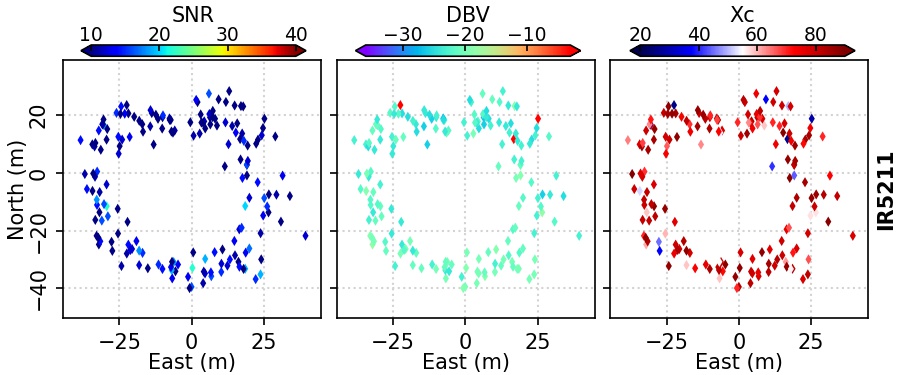 SNR DBV Xc
10 20 30 40 −30 −20 −10 20 40 60 80
20
0
−20
−40
North (m)
−25 0 25 −25 0 25 −25 0 25
East (m) East (m) East (m)
IR5211